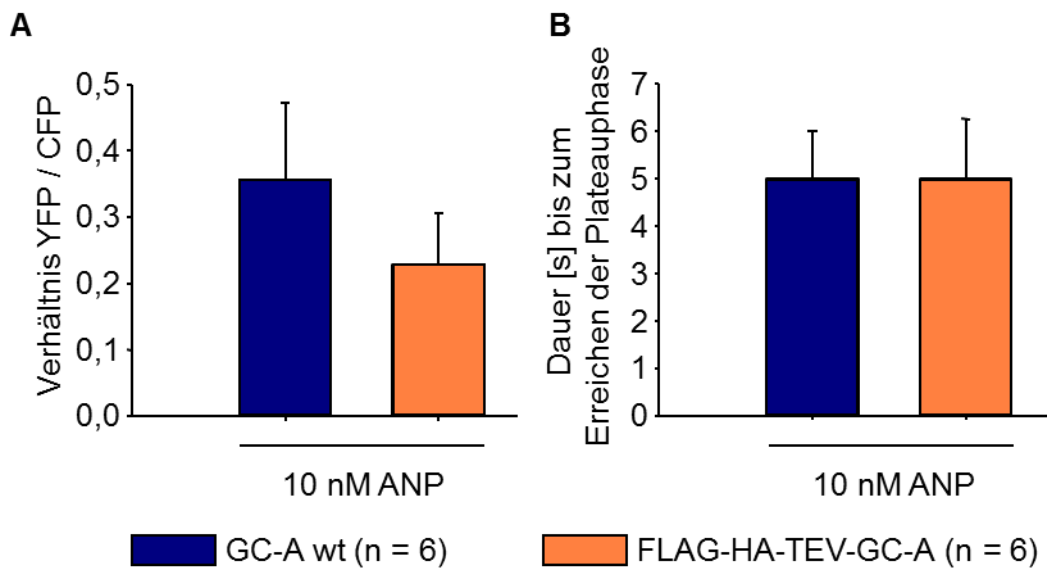 A
Verhältnis YFP / CFP
0,5
0,4
0,3
0,2
0,1
0,0
10 nM ANP
B
Dauer [s] bis zum
Erreichen der Plateauphase
7
6
5
4
3
2
1
0
10 nM ANP
GC-A wt (n = 6)
FLAG-HA-TEV-GC-A (n = 6)